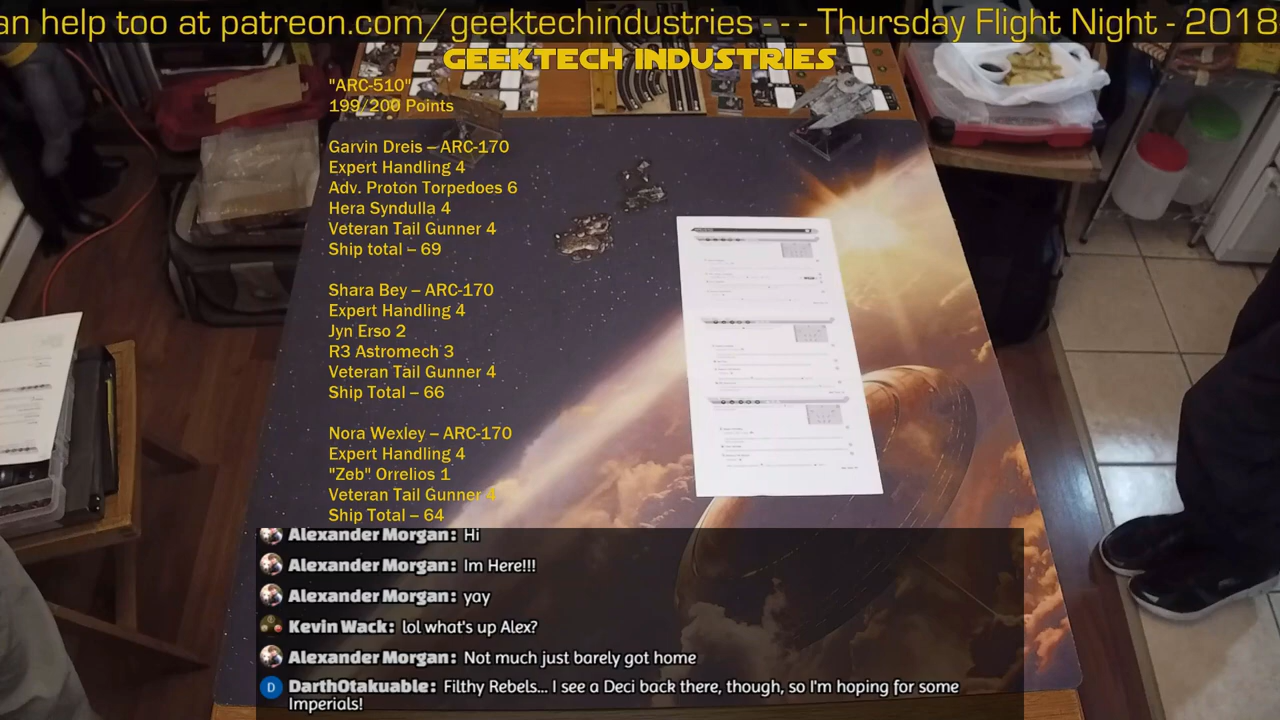 an help too at patreon.com/geektechindustries --- Thursday Flight Night - 2018
GEEKTECH INDUSTRIES
"ARC-510"
199/200 Points
Garvin Dreis – ARC-170
Expert Handling 4
Adv. Proton Torpedoes 6
Hera Syndulla 4
Veteran Tail Gunner 4
Ship total – 69
Shara Bey – ARC-170
Expert Handling 4
Jyn Erso 2
R3 Astromech 3
Veteran Tail Gunner 4
Ship Total – 66
Nora Wexley – ARC-170
Expert Handling 4
"Zeb" Orrelios 1
Veteran Tail Gunner 4
Ship Total – 64
Alexander Morgan: Hi
Alexander Morgan: Im Here!!!
Alexander Morgan: yay
Kevin Wack: lol what's up Alex?
Alexander Morgan: Not much just barely got home
D DarthOtakuable: Filthy Rebels... I see a Deci back there, though, so I'm hoping for some
Imperials!